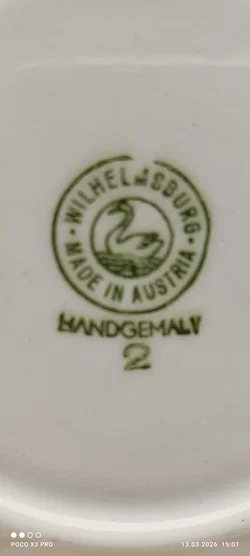 WILHELMSBURG
MADE IN AUSTRIA
HANDGEMALT
2
POCO X3 PRO
13.02.2026 15:01